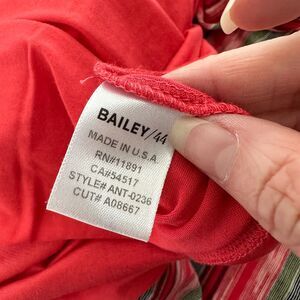 BAILEY/44
MADE IN U.S.A.
RN#11891
CA#54517
STYLE# ANT-0236
CUT# A08667